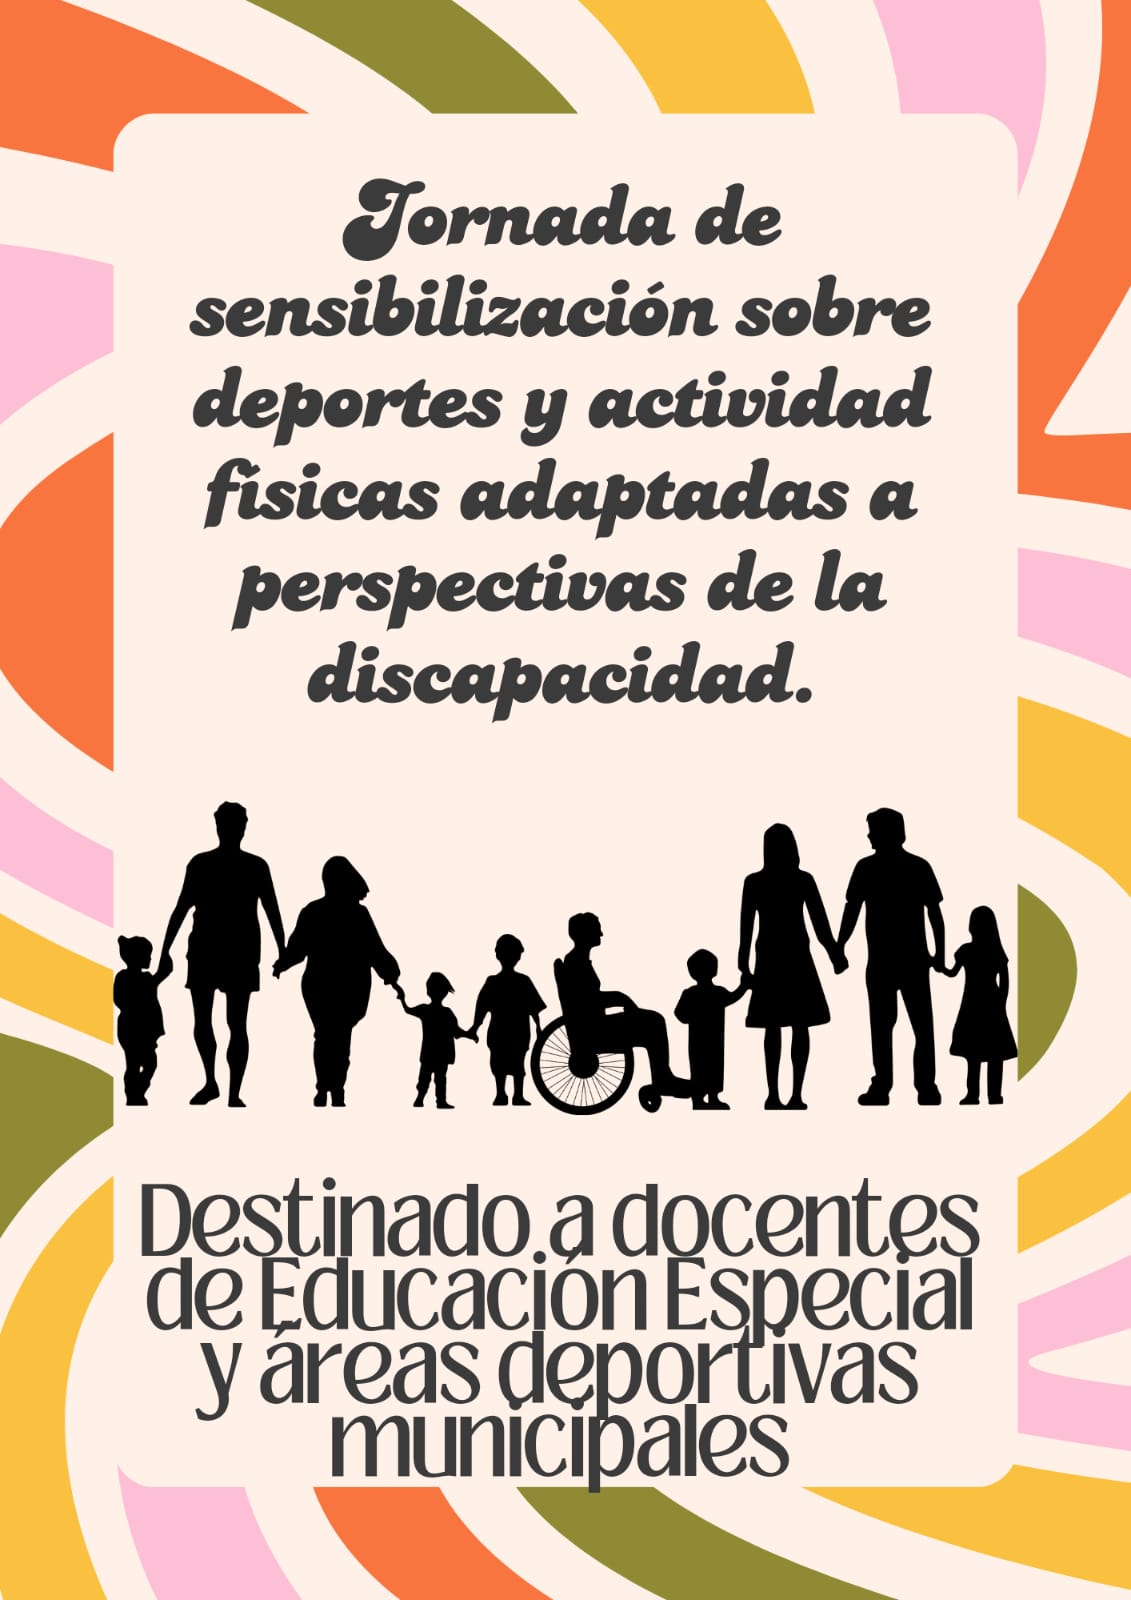 Jornada de
sensibilización sobre
deportes y actividad
físicas adaptadas a
perspectivas de la
discapacidad.
Destinado a docentes
de Educación Especial
y áreas deportivas
municipales